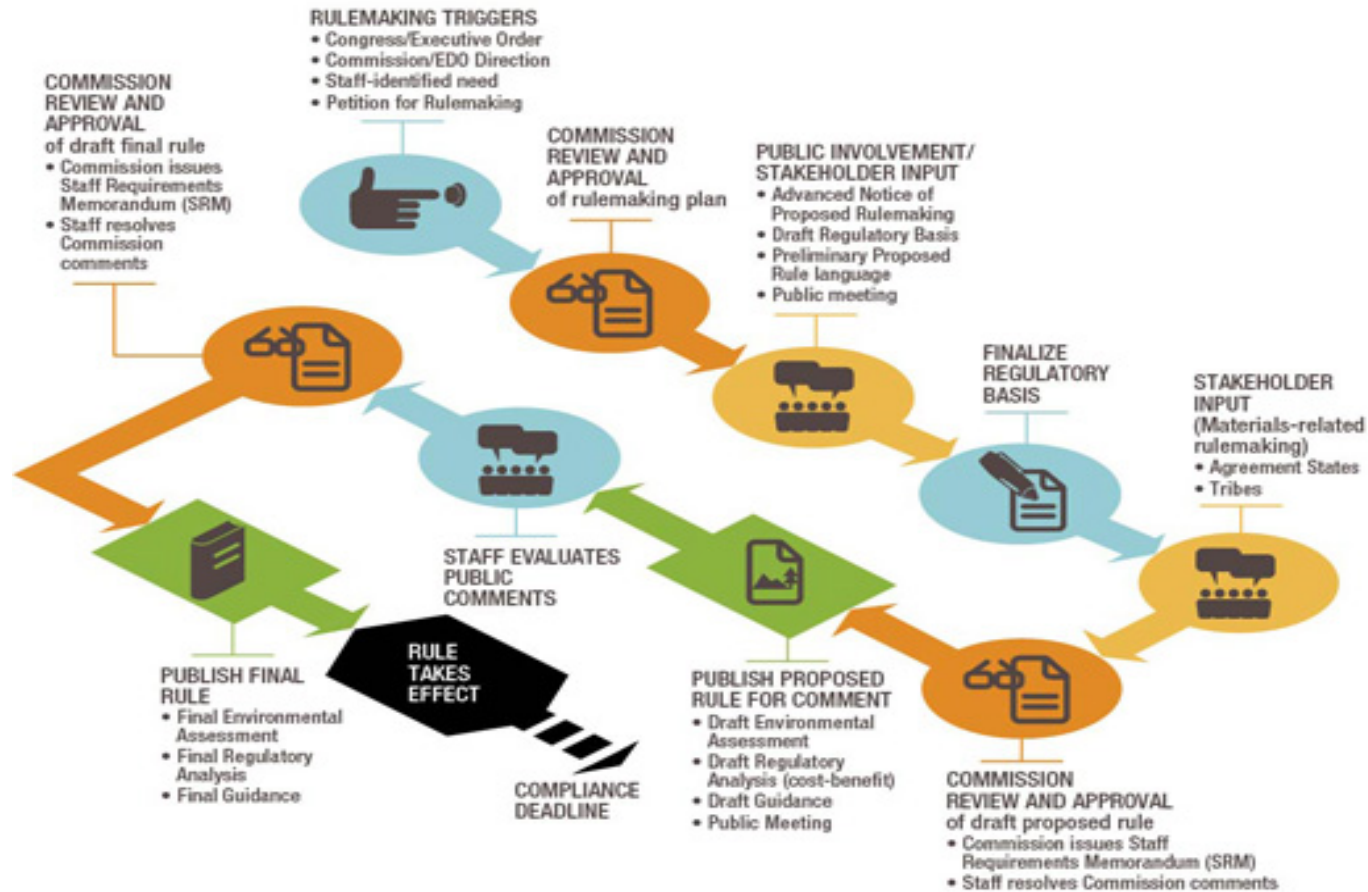 RULEMAKING TRIGGERS
• Congress/Executive Order
• Commission/EDO Direction
• Staff-identified need
• Petition for Rulemaking
COMMISSION
REVIEW AND
APPROVAL
of rulemaking plan
PUBLIC INVOLVEMENT/
STAKEHOLDER INPUT
• Advanced Notice of
Proposed Rulemaking
• Draft Regulatory Basis
• Preliminary Proposed
Rule language
• Public meeting
FINALIZE
REGULATORY
BASIS
STAKEHOLDER
INPUT
(Materials-related
rulemaking)
• Agreement States
• Tribes
COMMISSION
REVIEW AND APPROVAL
of draft proposed rule
• Commission issues Staff
Requirements Memorandum (SRM)
• Staff resolves Commission comments
PUBLISH PROPOSED
RULE FOR COMMENT
• Draft Environmental
Assessment
• Draft Regulatory
Analysis (cost-benefit)
• Draft Guidance
• Public Meeting
STAFF EVALUATES
PUBLIC
COMMENTS
COMMISSION
REVIEW AND
APPROVAL
of draft final rule
• Commission issues
Staff Requirements
Memorandum (SRM)
• Staff resolves
Commission
comments
PUBLISH FINAL
RULE
• Final Environmental
Assessment
• Final Regulatory
Analysis
• Final Guidance
RULE
TAKES
EFFECT
COMPLIANCE
DEADLINE